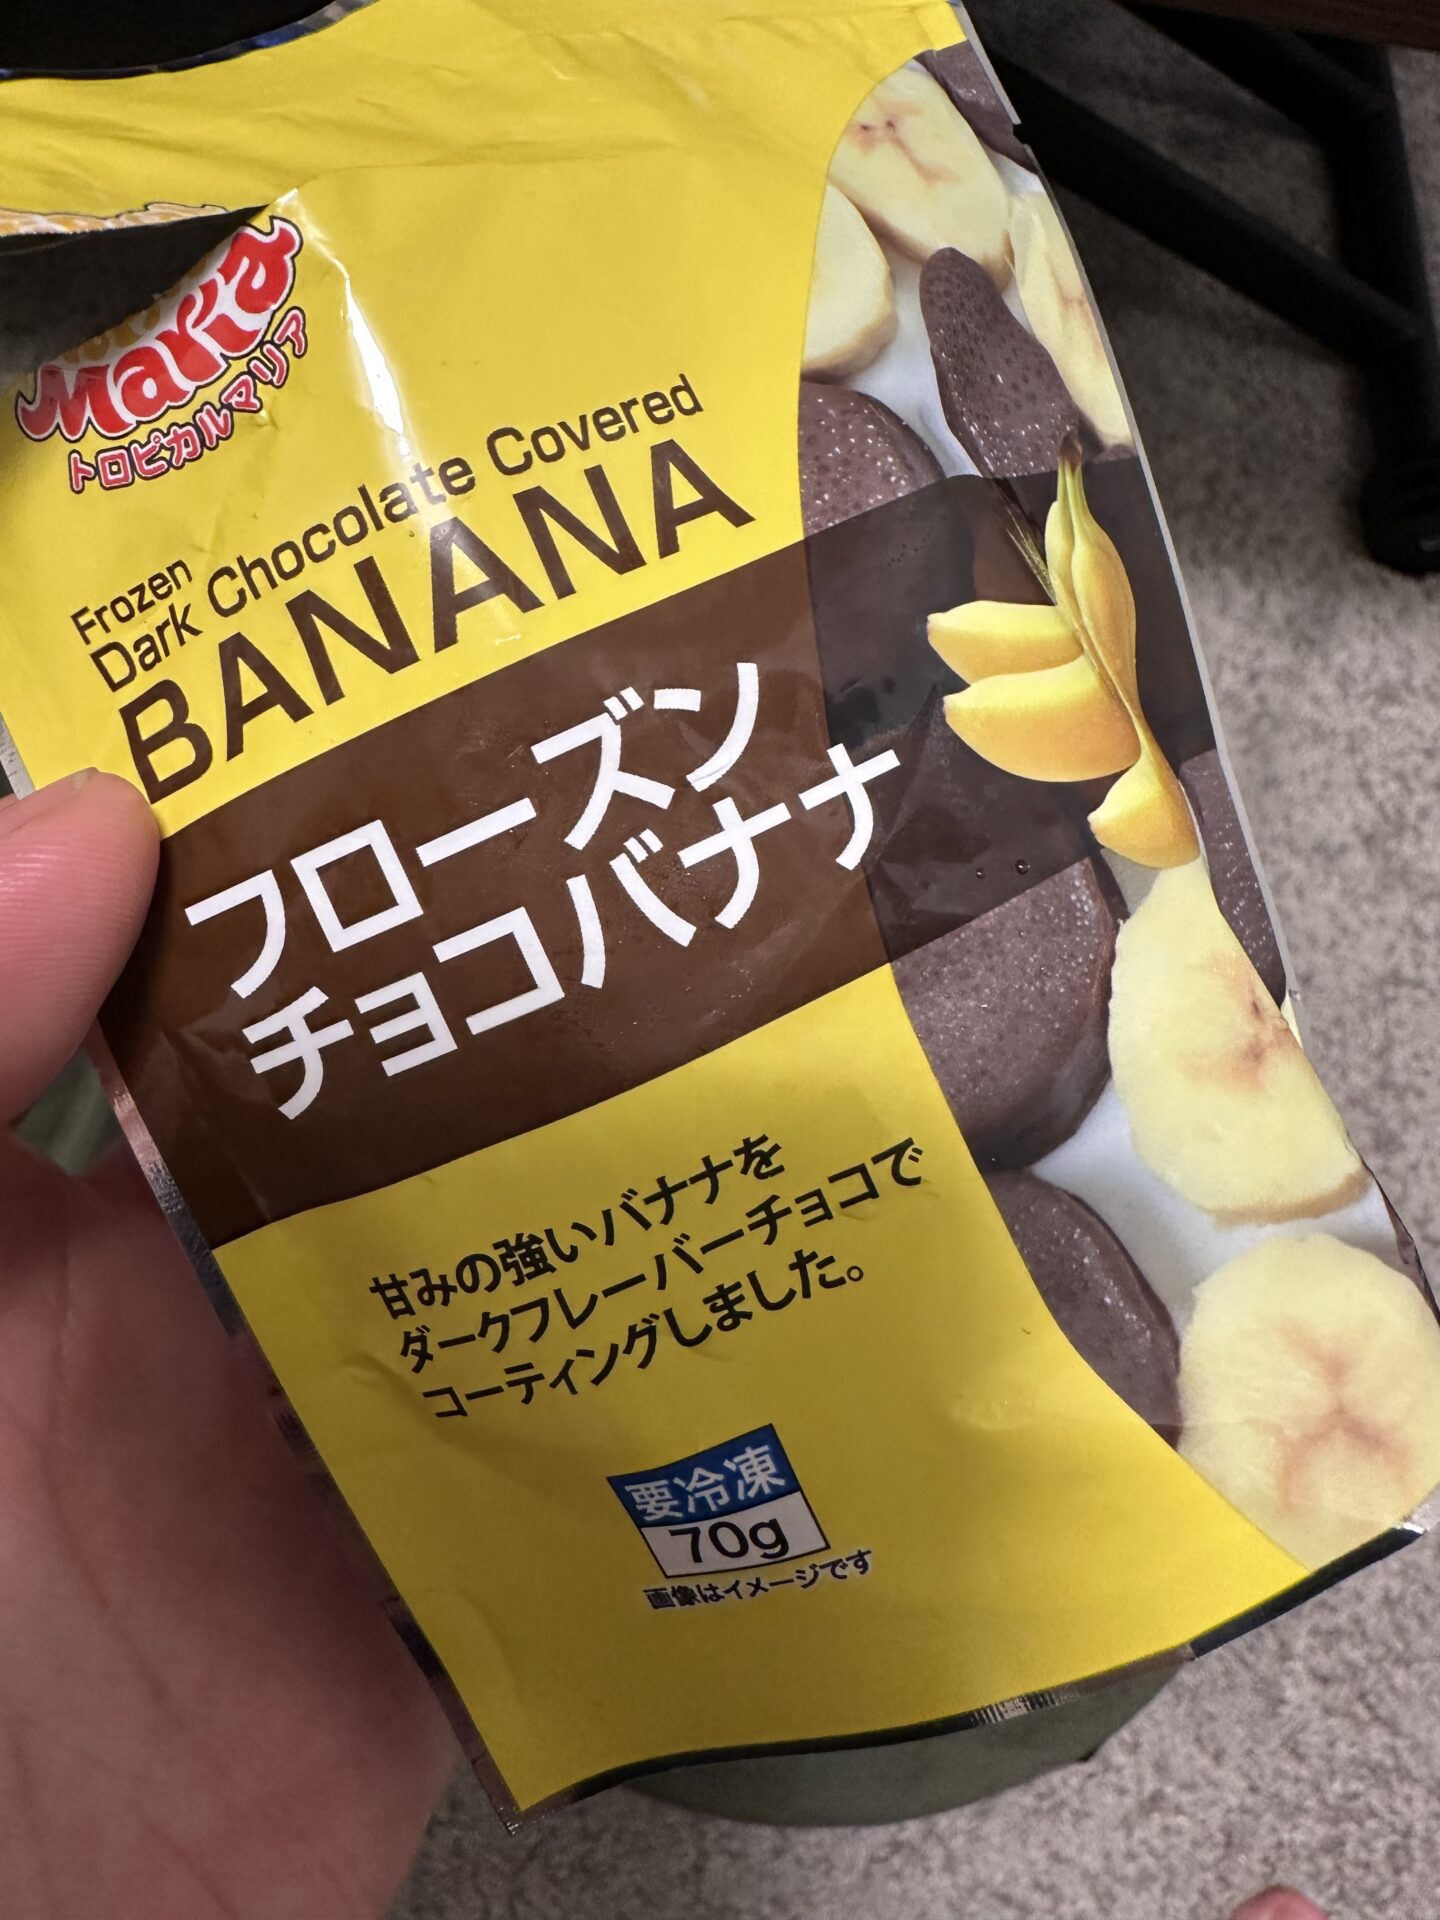 Maria
トロピカルマリア
Frozen
Dark Chocolate Covered
BANANA
フローズン
チョコバナナ
甘みの強いバナナを
ダークフレーバーチョコで
コーティングしました。
要冷凍
70g
画像はイメージです